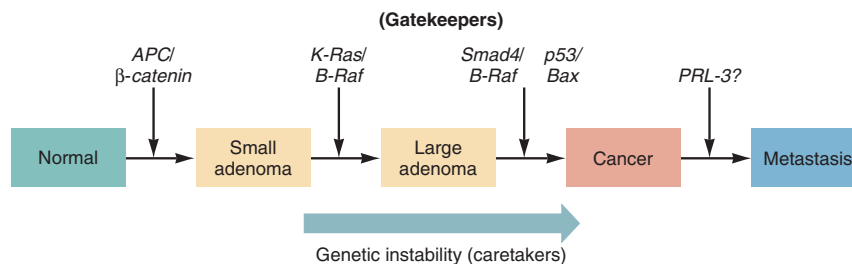 (Gatekeepers)
APC/
β-catenin
K-Ras/
B-Raf
Smad4/
B-Raf
p53/
Bax
PRL-3?
Normal
Small
adenoma
Large
adenoma
Cancer
Metastasis
Genetic instability (caretakers)